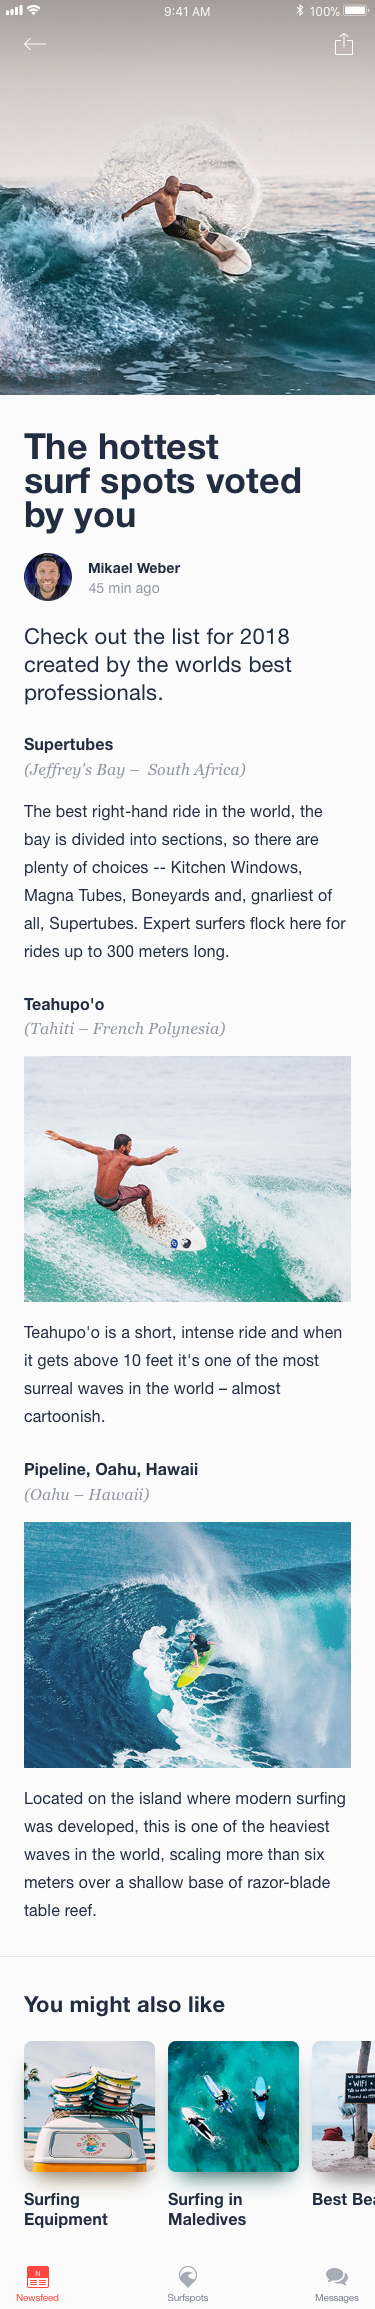 9:41 AM
100%
The hottest
surf spots voted
by you
Mikael Weber
45 min ago
Check out the list for 2018
created by the worlds best
professionals.
Supertubes
(Jeffrey's Bay – South Africa)
The best right-hand ride in the world, the
bay is divided into sections, so there are
plenty of choices -- Kitchen Windows,
Magna Tubes, Boneyards and, gnarliest of
all, Supertubes. Expert surfers flock here for
rides up to 300 meters long.
Teahupo'o
(Tahiti – French Polynesia)
Teahupo'o is a short, intense ride and when
it gets above 10 feet it's one of the most
surreal waves in the world – almost
cartoonish.
Pipeline, Oahu, Hawaii
(Oahu – Hawaii)
Located on the island where modern surfing
was developed, this is one of the heaviest
waves in the world, scaling more than six
meters over a shallow base of razor-blade
table reef.
You might also like
WIFI
Surfing
Equipment
Surfing in
Maledives
Best Bea
N
Newsfeed
Surfspots
Messages